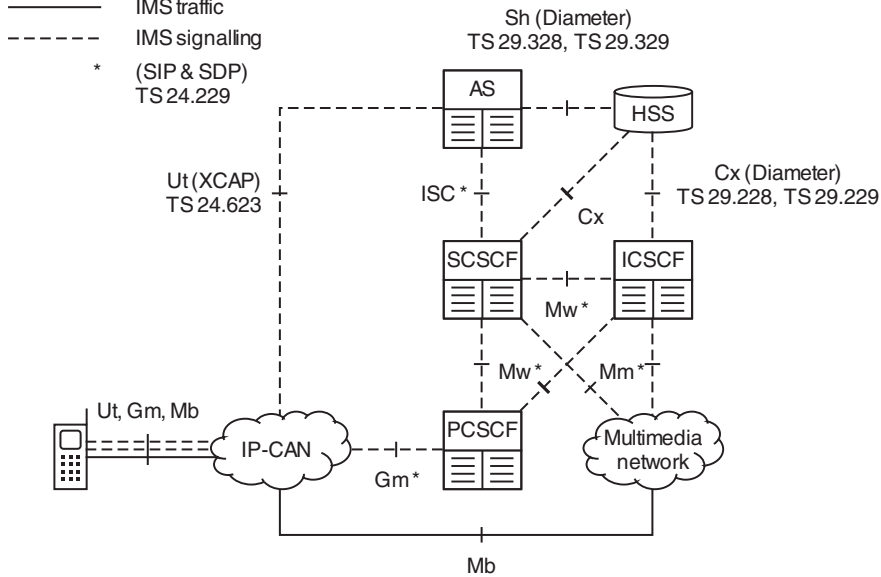 IMS traffic
IMS signalling
* (SIP & SDP)
TS 24.229
Sh (Diameter)
TS 29.328, TS 29.329
AS
HSS
Ut (XCAP)
TS 24.623
ISC *
Cx
Cx (Diameter)
TS 29.228, TS 29.229
SCSCF
ICSCF
Mw *
Mw *
Mm *
Ut, Gm, Mb
IP-CAN
Gm *
PCSCF
Multimedia
network
Mb